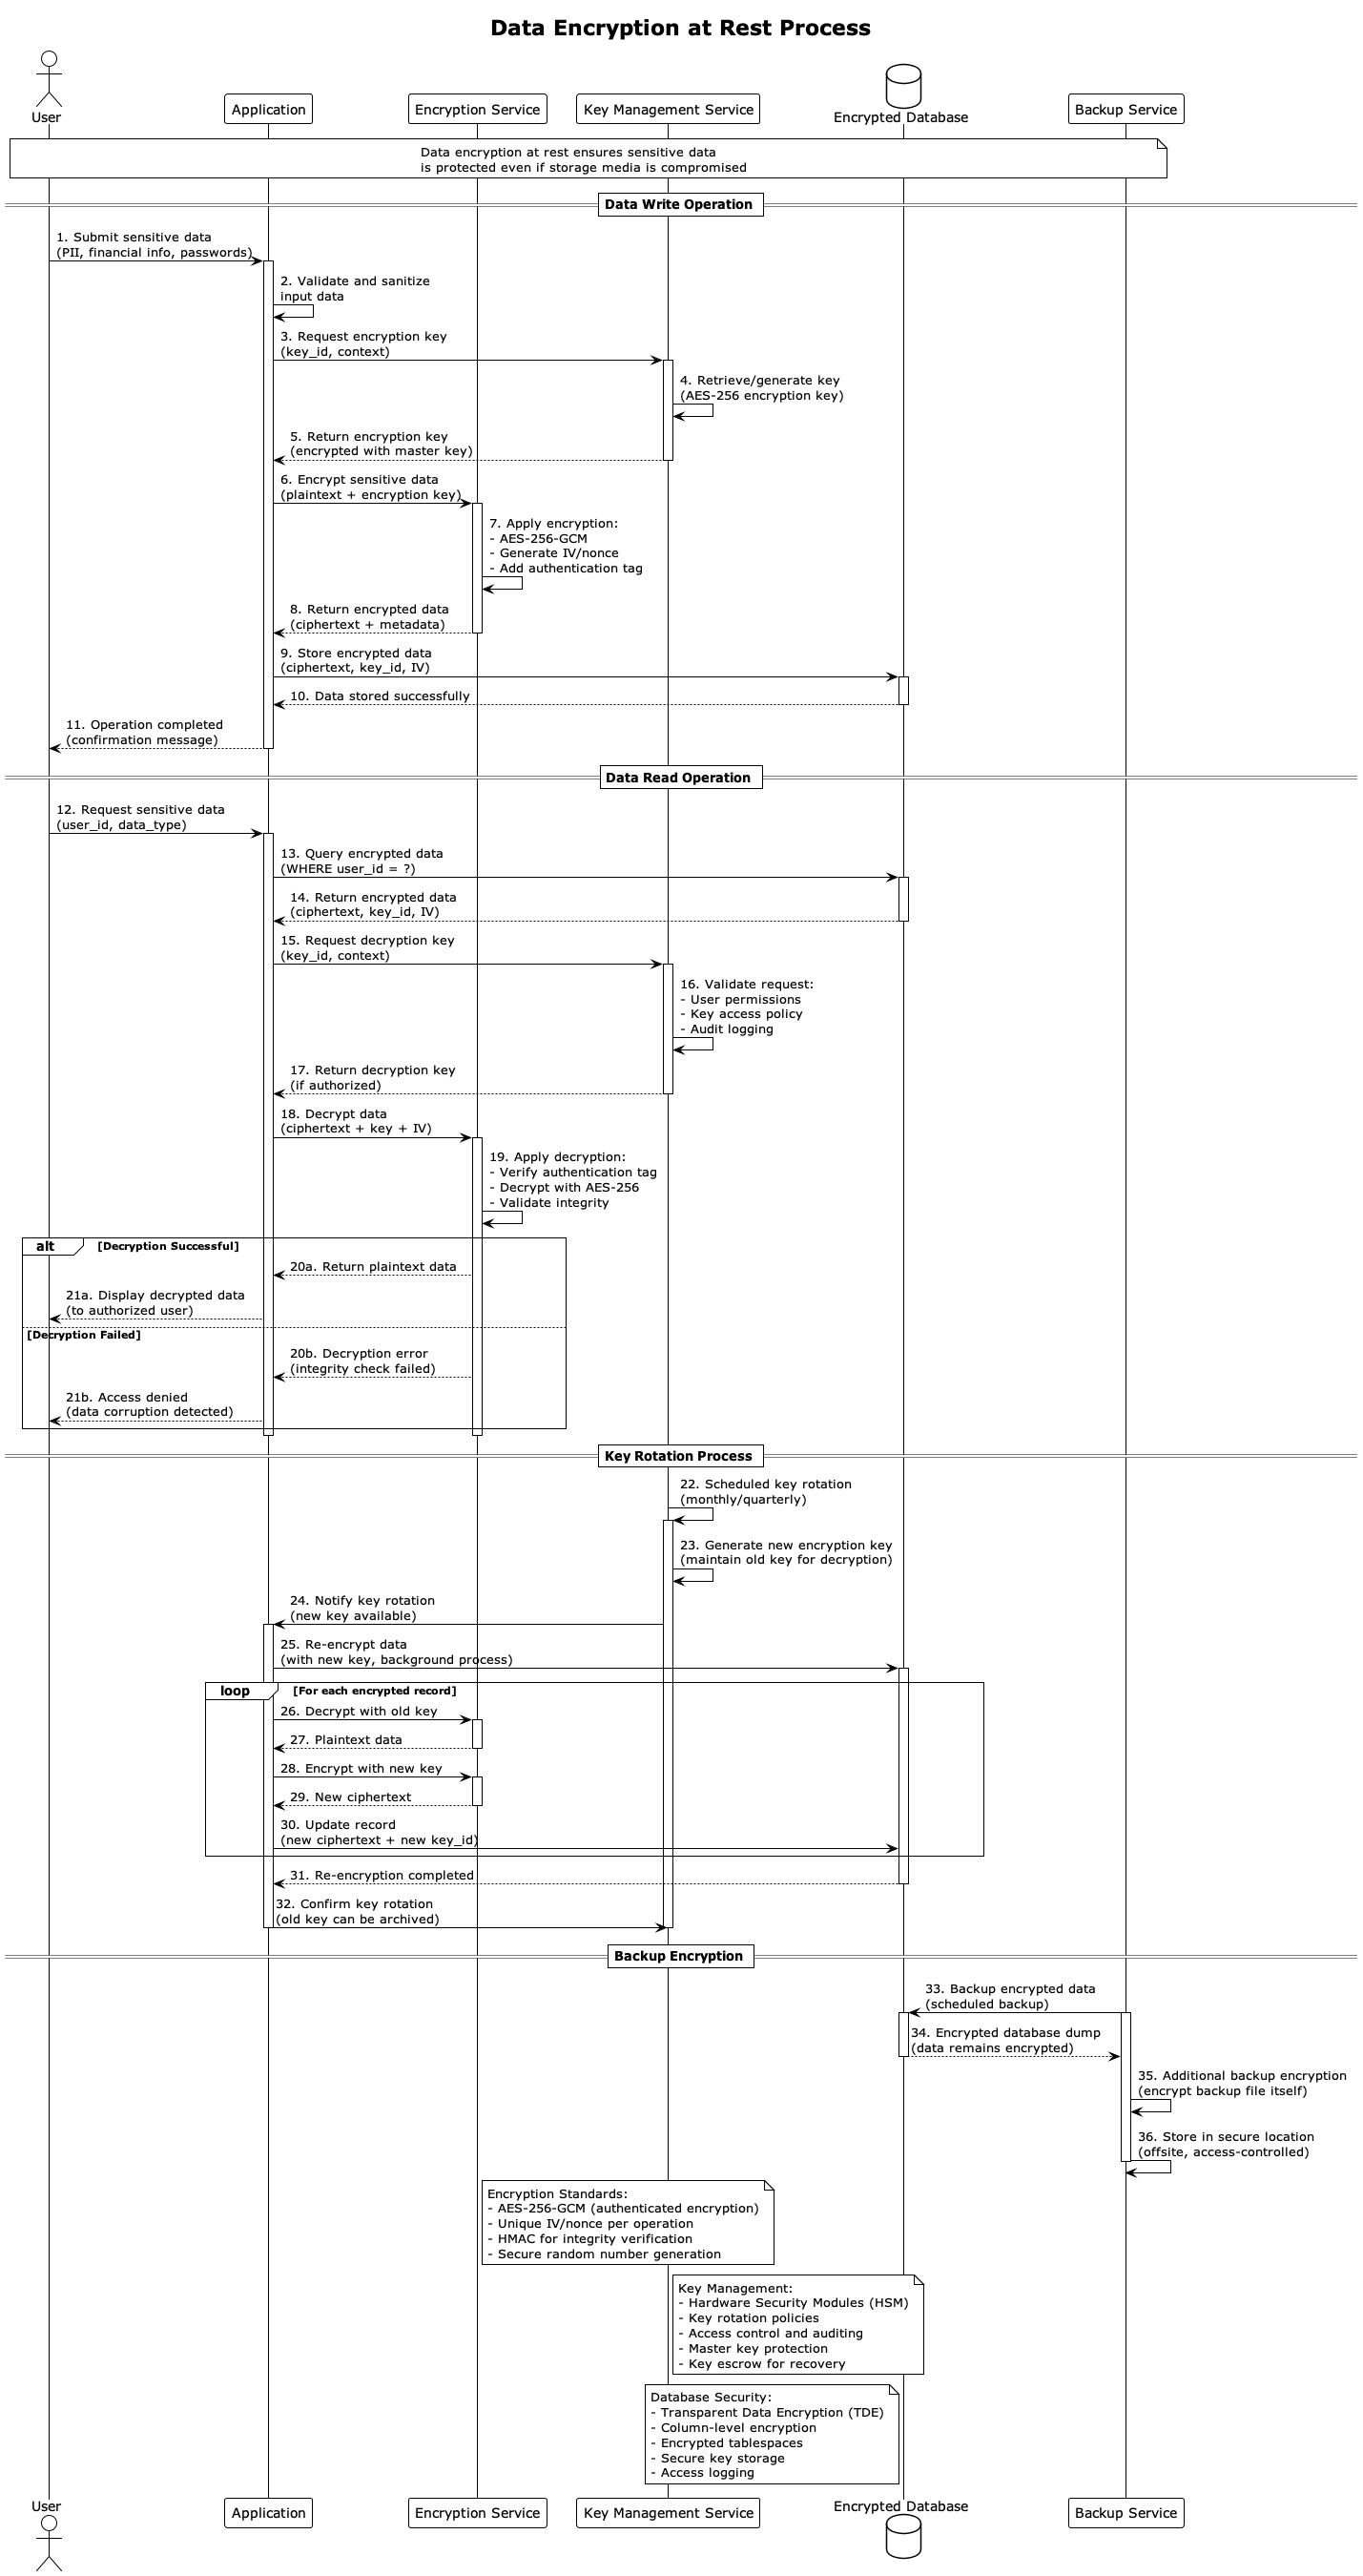 Data Encryption at Rest Process
User
Application
Encryption Service
Key Management Service
Encrypted Database
Backup Service
Data encryption at rest ensures sensitive data
is protected even if storage media is compromised
Data Write Operation
1. Submit sensitive data
(PII, financial info, passwords)
2. Validate and sanitize
input data
3. Request encryption key
(key_id, context)
4. Retrieve/generate key
(AES-256 encryption key)
5. Return encryption key
(encrypted with master key)
6. Encrypt sensitive data
(plaintext + encryption key)
7. Apply encryption:
- AES-256-GCM
- Generate IV/nonce
- Add authentication tag
8. Return encrypted data
(ciphertext + metadata)
9. Store encrypted data
(ciphertext, key_id, IV)
10. Data stored successfully
11. Operation completed
(confirmation message)
Data Read Operation
12. Request sensitive data
(user_id, data_type)
13. Query encrypted data
(WHERE user_id = ?)
14. Return encrypted data
(ciphertext, key_id, IV)
15. Request decryption key
(key_id, context)
16. Validate request:
- User permissions
- Key access policy
- Audit logging
17. Return decryption key
(if authorized)
18. Decrypt data
(ciphertext + key + IV)
19. Apply decryption:
- Verify authentication tag
- Decrypt with AES-256
- Validate integrity
alt
[Decryption Successful]
20a. Return plaintext data
21a. Display decrypted data
(to authorized user)
[Decryption Failed]
20b. Decryption error
(integrity check failed)
21b. Access denied
(data corruption detected)
Key Rotation Process
22. Scheduled key rotation
(monthly/quarterly)
23. Generate new encryption key
(maintain old key for decryption)
24. Notify key rotation
(new key available)
25. Re-encrypt data
(with new key, background process)
loop
[For each encrypted record]
26. Decrypt with old key
27. Plaintext data
28. Encrypt with new key
29. New ciphertext
30. Update record
(new ciphertext + new key_id)
31. Re-encryption completed
32. Confirm key rotation
(old key can be archived)
Backup Encryption
33. Backup encrypted data
(scheduled backup)
34. Encrypted database dump
(data remains encrypted)
35. Additional backup encryption
(encrypt backup file itself)
36. Store in secure location
(offsite, access-controlled)
Encryption Standards:
- AES-256-GCM (authenticated encryption)
- Unique IV/nonce per operation
- HMAC for integrity verification
- Secure random number generation
Key Management:
- Hardware Security Modules (HSM)
- Key rotation policies
- Access control and auditing
- Master key protection
- Key escrow for recovery
Database Security:
- Transparent Data Encryption (TDE)
- Column-level encryption
- Encrypted tablespaces
- Secure key storage
- Access logging
User
Application
Encryption Service
Key Management Service
Encrypted Database
Backup Service